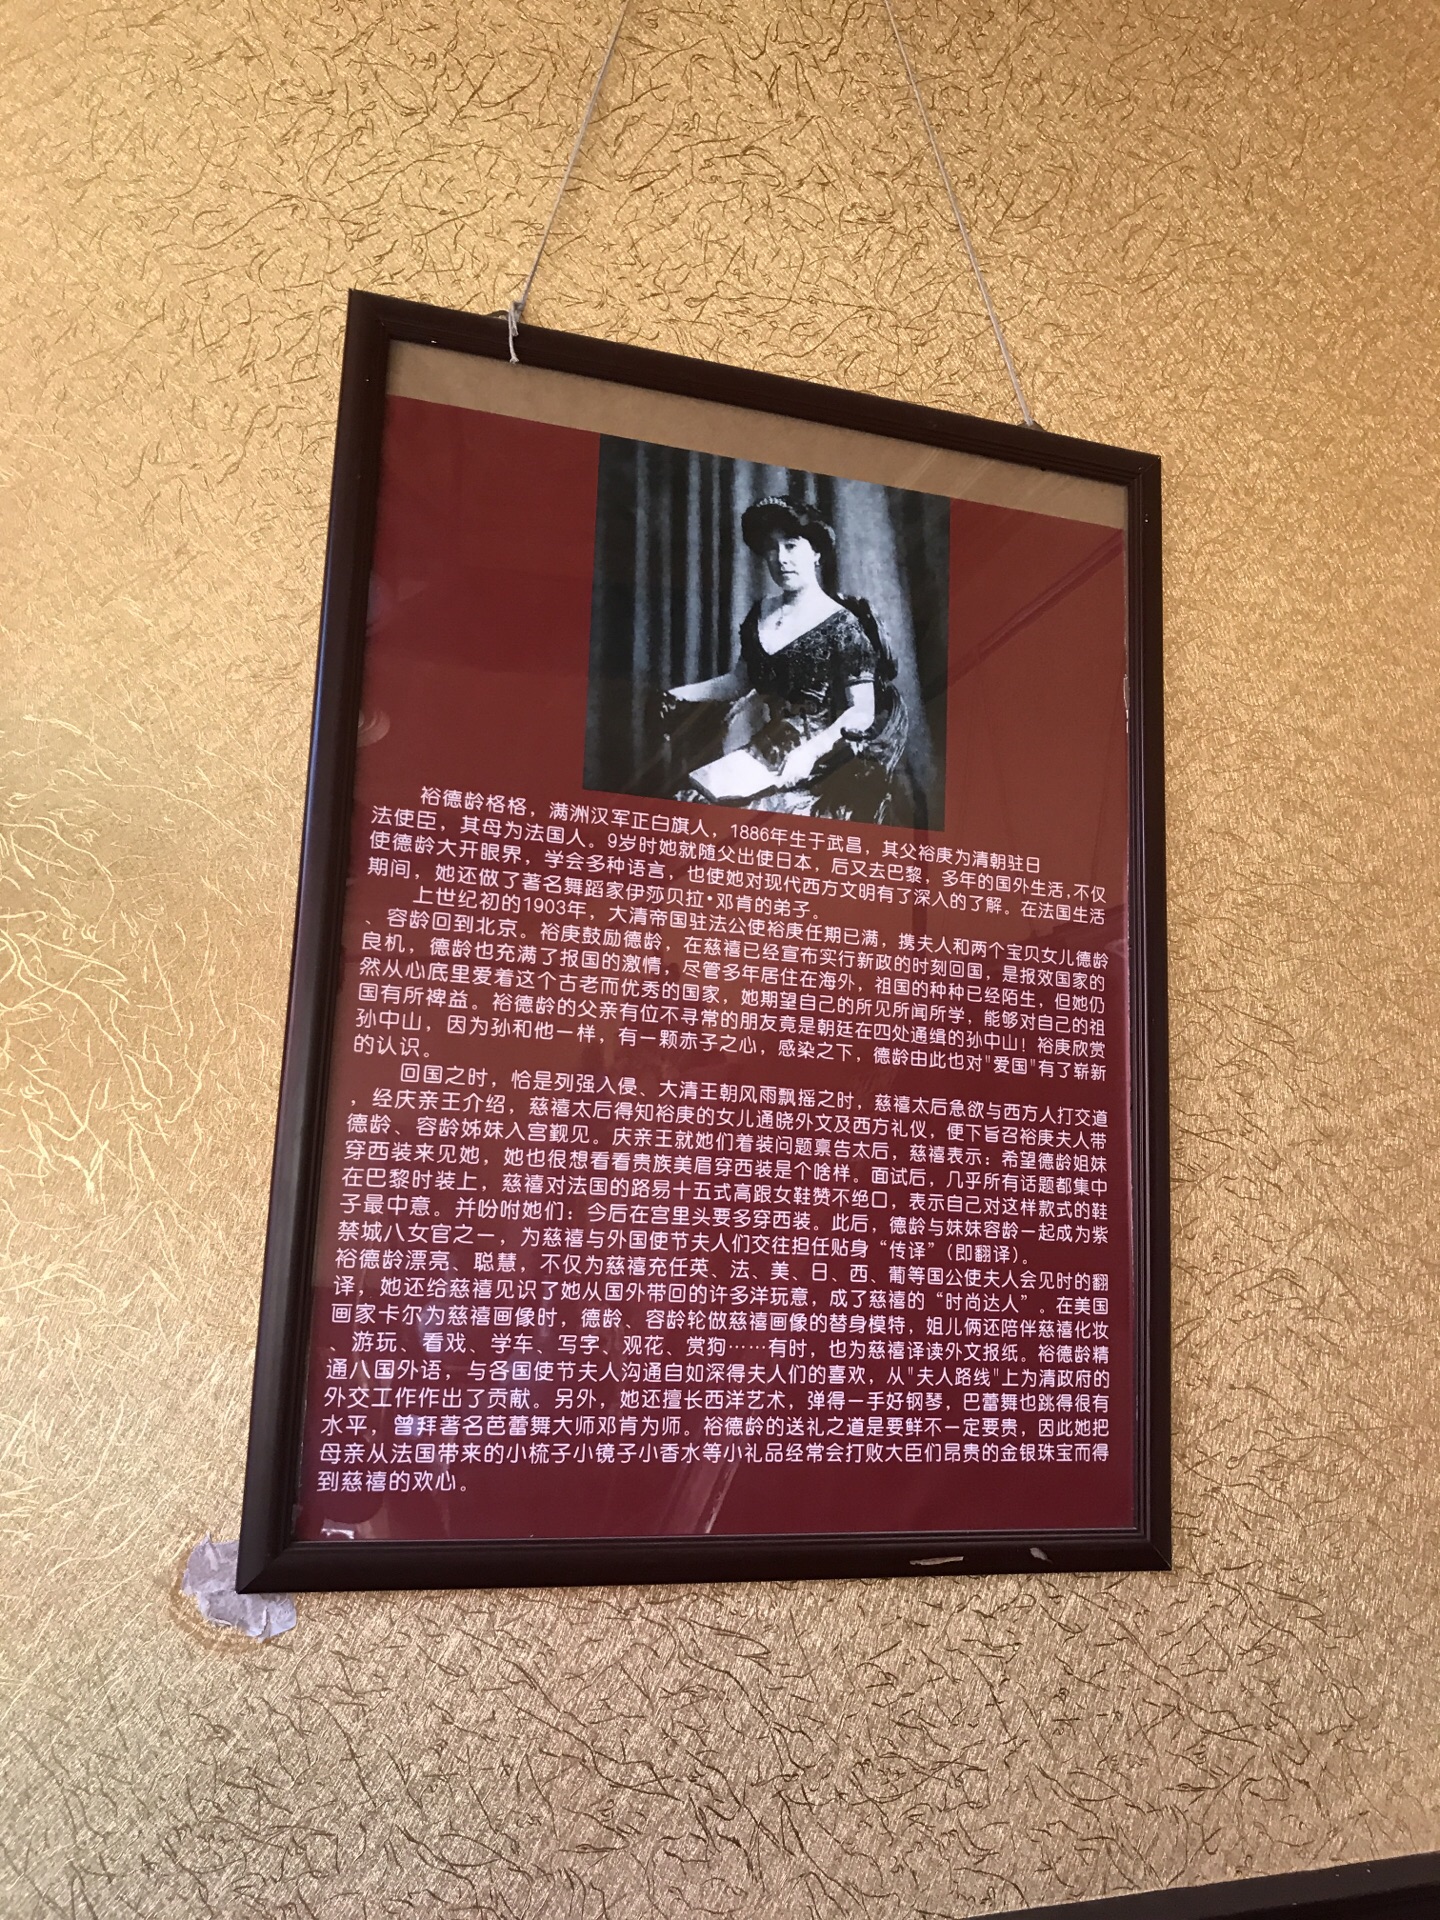 裕德龄格格，满洲汉军正白旗人，1886年生于武昌，其父裕庚为清朝驻日
法使臣，其母为法国人。9岁时她就随父出使日本，后又去巴黎，多年的国外生活，不仅
使德龄大开眼界，学会多种语言，也使她对现代西方文明有了深入的了解。在法国生活
期间，她还做了著名舞蹈家伊莎贝拉•邓肯的弟子。
上世纪初的1903年，大清帝国驻法公使裕庚任期已满，携夫人和两个宝贝女儿德龄
、容龄回到北京。裕庚鼓励德龄，在慈禧已经宣布实行新政的时刻回国，是报效国家的
良机，德龄也充满了报国的激情，尽管多年居住在海外，祖国的种种已经陌生，但她仍
然从心底里爱着这个古老而优秀的国家，她期望自己的所见所闻所学，能够对自己的祖
国有所裨益。裕德龄的父亲有位不寻常的朋友竟是朝廷在四处通缉的孙中山！裕庚欣赏
孙中山，因为孙和他一样，有一颗赤子之心，感染之下，德龄由此也对"爱国"有了崭新
的认识。
回国之时，恰是列强入侵、大清王朝风雨飘摇之时，慈禧太后急欲与西方人打交道
，经庆亲王介绍，慈禧太后得知裕庚的女儿通晓外文及西方礼仪，便下旨召裕庚夫人带
德龄、容龄姊妹入宫觐见。庆亲王就她们着装问题禀告太后，慈禧表示：希望德龄姐妹
穿西装来见她，她也很想看看贵族美眉穿西装是个啥样。面试后，几乎所有话题都集中
在巴黎时装上，慈禧对法国的路易十五式高跟女鞋赞不绝口，表示自己对这样款式的鞋
子最中意。并吩咐她们：今后在宫里头要多穿西装。此后，德龄与妹妹容龄一起成为紫
禁城八女官之一，为慈禧与外国使节夫人们交往担任贴身“传译”（即翻译）。
裕德龄漂亮、聪慧，不仅为慈禧充任英、法、美、日、西、葡等国公使夫人会见时的翻
译，她还给慈禧见识了她从国外带回的许多洋玩意，成了慈禧的“时尚达人”。在美国
画家卡尔为慈禧画像时，德龄、容龄轮做慈禧画像的替身模特，姐儿俩还陪伴慈禧化妆
、游玩、看戏、学车、写字、观花、赏狗……有时，也为慈禧译读外文报纸。裕德龄精
通八国外语，与各国使节夫人沟通自如深得夫人们的喜欢，从"夫人路线"上为清政府的
外交工作作出了贡献。另外，她还擅长西洋艺术，弹得一手好钢琴，巴蕾舞也跳得很有
水平，曾拜著名芭蕾舞大师邓肯为师。裕德龄的送礼之道是要鲜不一定要贵，因此她把
母亲从法国带来的小梳子小镜子小香水等小礼品经常会打败大臣们昂贵的金银珠宝而得
到慈禧的欢心。